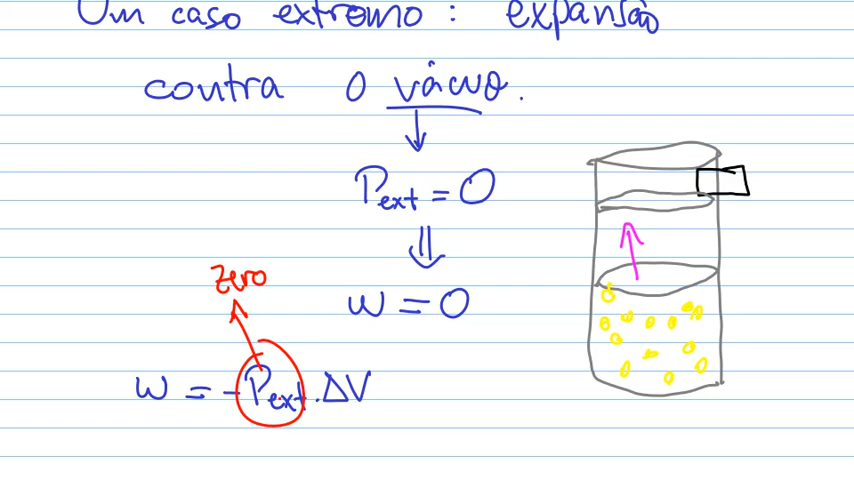 Um caso extremo: expansão
contra o vácuo.
Pext = 0
w = 0
zero
w = -Pext.ΔV